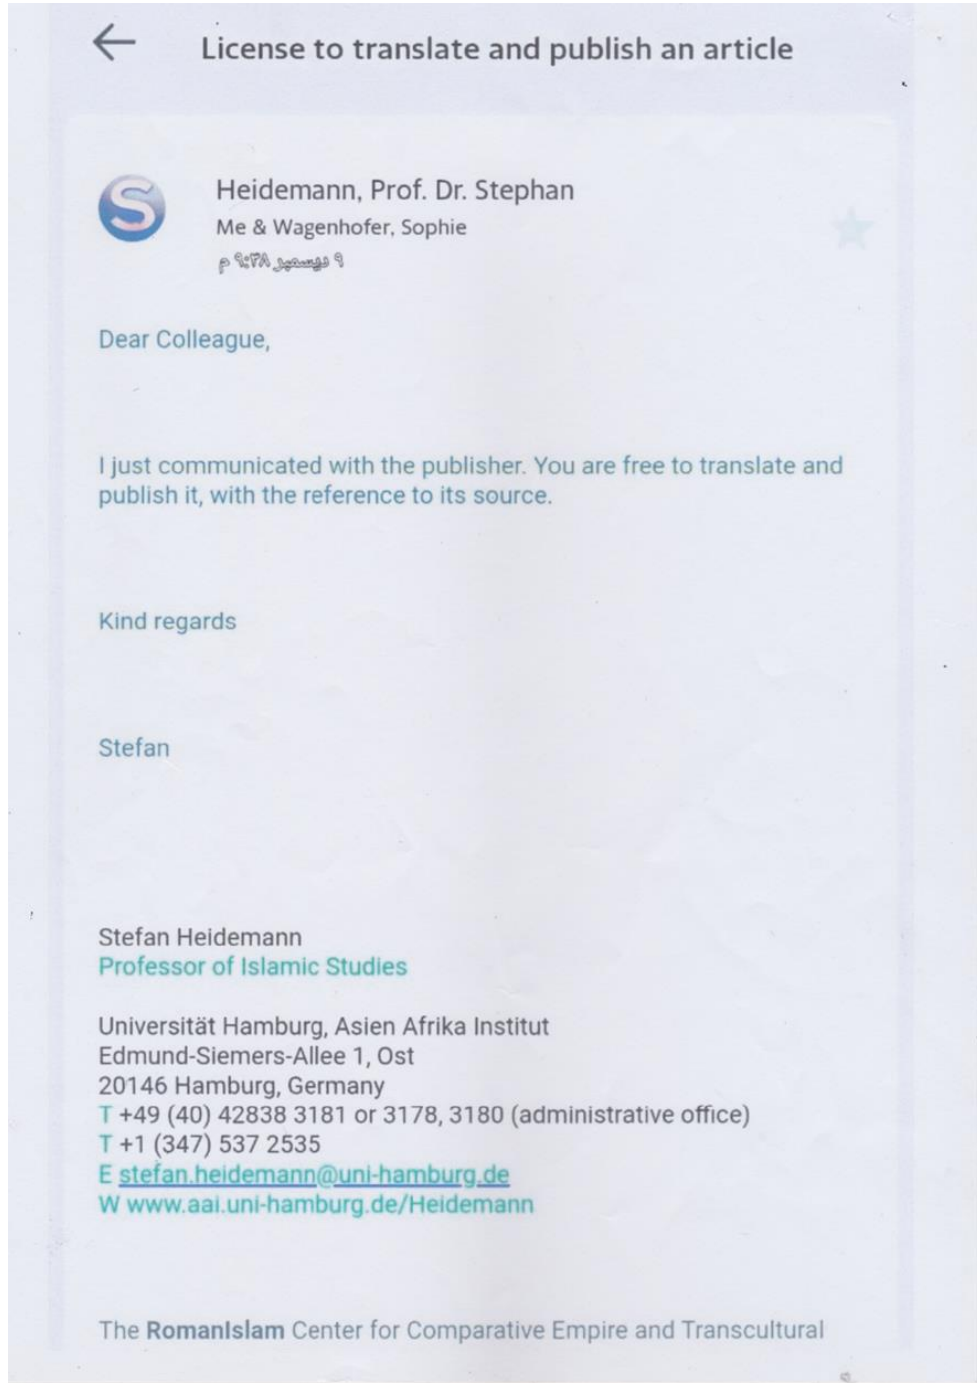 License to translate and publish an article
S
Heidemann, Prof. Dr. Stephan
Me & Wagenhofer, Sophie
٩ ديسمبر ٩:٣٨ م
Dear Colleague,
I just communicated with the publisher. You are free to translate and
publish it, with the reference to its source.
Kind regards
Stefan
Stefan Heidemann
Professor of Islamic Studies
Universität Hamburg, Asien Afrika Institut
Edmund-Siemers-Allee 1, Ost
20146 Hamburg, Germany
T +49 (40) 42838 3181 or 3178, 3180 (administrative office)
T +1 (347) 537 2535
E stefan.heidemann@uni-hamburg.de
W www.aai.uni-hamburg.de/Heidemann
The RomanIslam Center for Comparative Empire and Transcultural